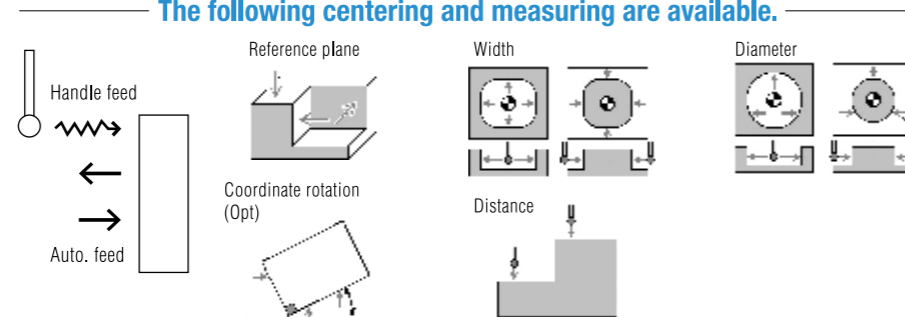 The following centering and measuring are available.
Reference plane
Width
Diameter
Handle feed
Coordinate rotation
(Opt)
Distance
Auto. feed